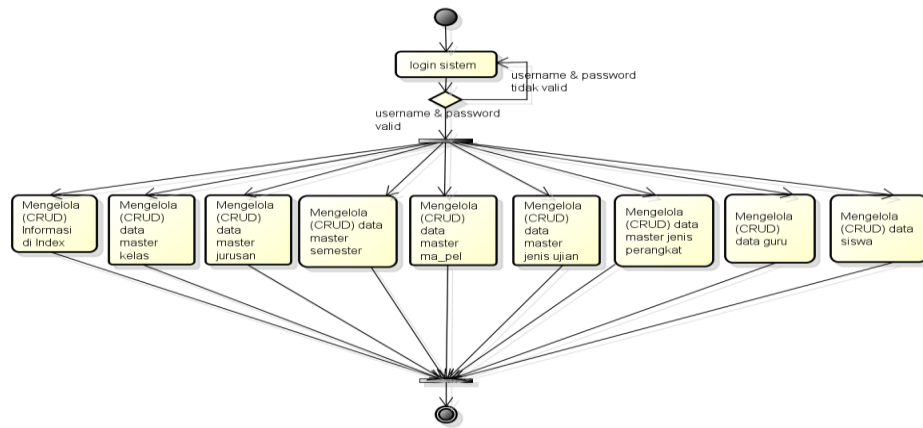 login sistem
username & password
tidak valid
username & password
valid
Mengelola
(CRUD)
Informasi
di Index
Mengelola
(CRUD)
data
master
kelas
Mengelola
(CRUD)
data
master
jurusan
Mengelola
(CRUD) data
master
semester
Mengelola
(CRUD)
data
master
ma_pel
Mengelola
(CRUD)
data
master
jenis ujian
Mengelola
(CRUD) data
master jenis
perangkat
Mengelola
(CRUD)
data guru
Mengelola
(CRUD) data
siswa